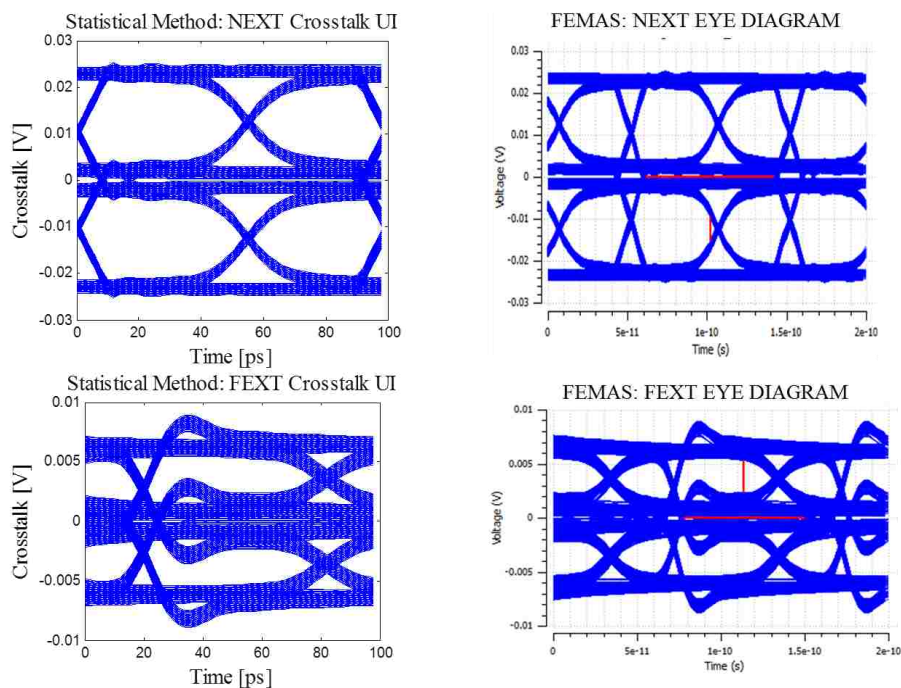 Statistical Method: NEXT Crosstalk UI
0.03
0.02
0.01
0
-0.01
-0.02
0.03
Crosstalk [V]
0
20
40
60
80
100
Time [ps]
FEMAS: NEXT EYE DIAGRAM
0.03
0.02
0.01
0
-0.01
-0.02
-0.03
Voltage (V)
0
5e-11
1e-10
1.5e-10
2e-10
Time (s)
Statistical Method: FEXT Crosstalk UI
0.01
0.005
0
-0.005
-0.01
Crosstalk [V]
0
20
40
60
80
100
Time [ps]
FEMAS: FEXT EYE DIAGRAM
0.01
0.005
0
-0.005
-0.01
Voltage (V)
0
5e-11
1e-10
1.5e-10
2e-10
Time (s)